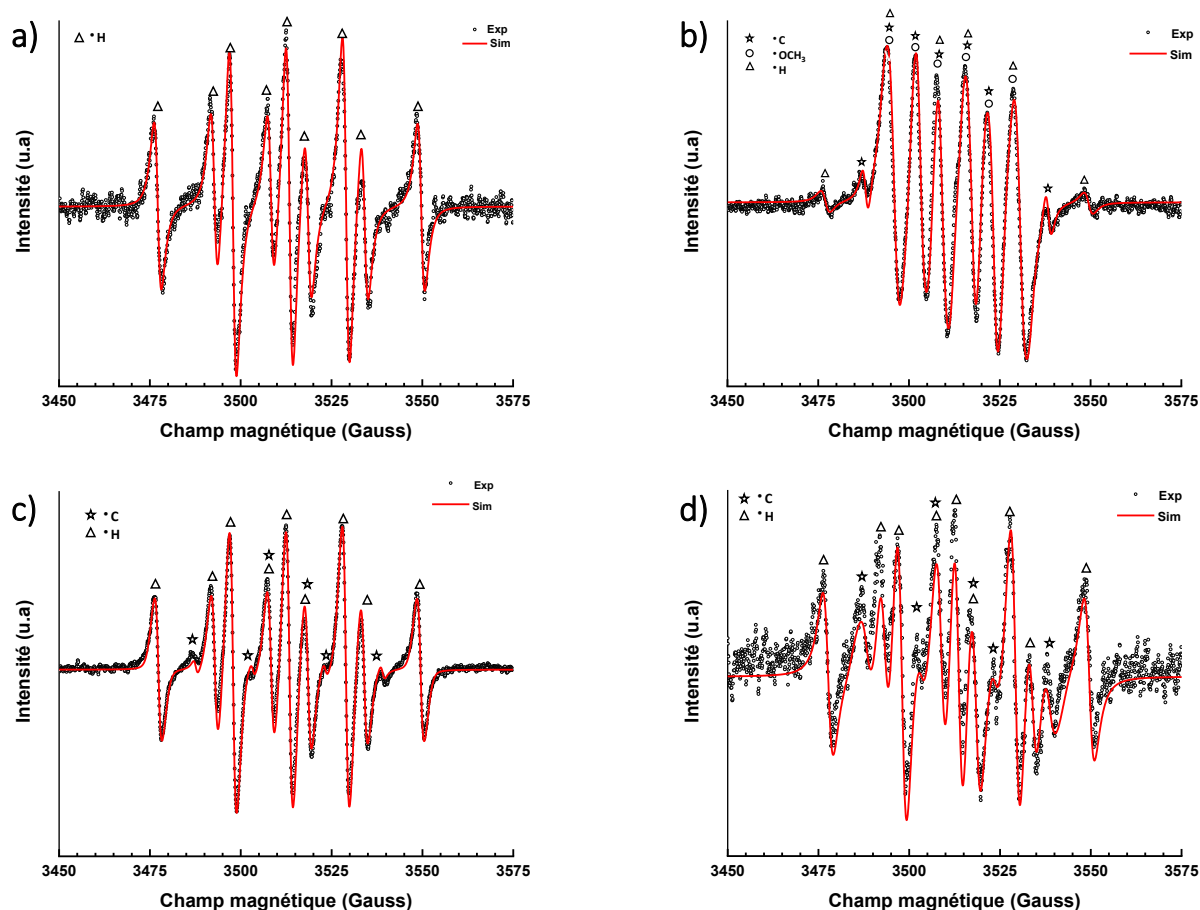 a)
△ •H
Exp
Sim
Intensité (u.a)
3450 3475 3500 3525 3550 3575
Champ magnétique (Gauss)
b)
☆ •C
○ •OCH₃
△ •H
Exp
Sim
Intensité (u.a)
3450 3475 3500 3525 3550 3575
Champ magnétique (Gauss)
c)
☆ •C
△ •H
Exp
Sim
Intensité (u.a)
3450 3475 3500 3525 3550 3575
Champ magnétique (Gauss)
d)
☆ •C
△ •H
Exp
Sim
Intensité (u.a)
3450 3475 3500 3525 3550 3575
Champ magnétique (Gauss)